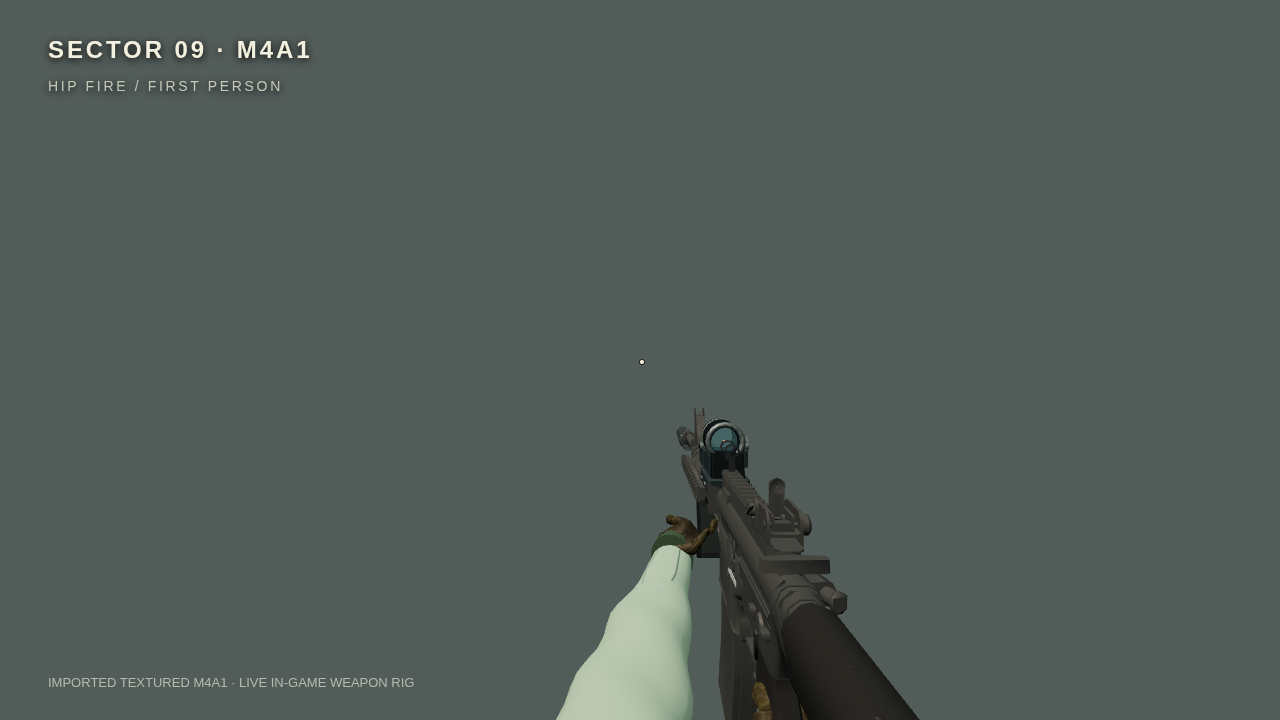 SECTOR 09 · M4A1
HIP FIRE / FIRST PERSON
IMPORTED TEXTURED M4A1 · LIVE IN-GAME WEAPON RIG